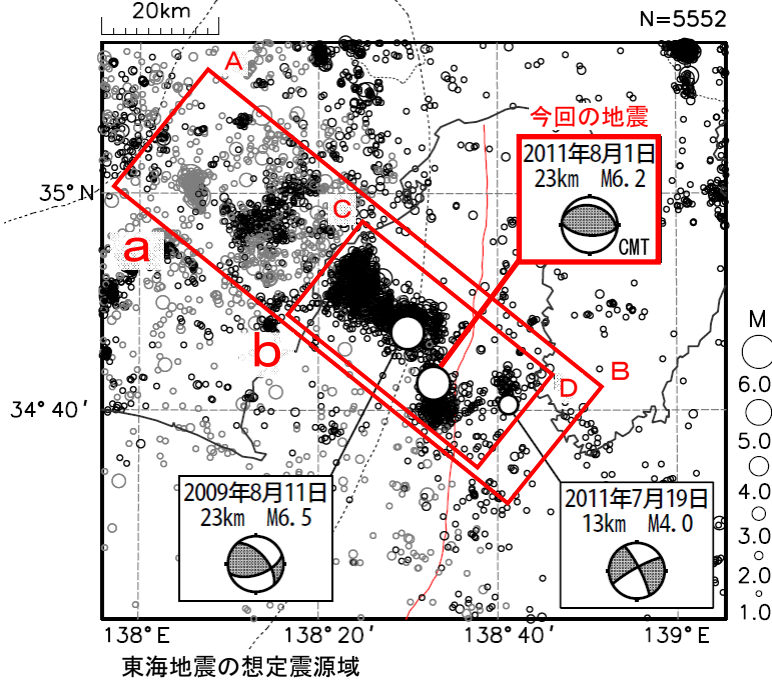 20km
N=5552
A
今回の地震
2011年8月1日
23km M6.2
CMT
35°N
C
a
b
M
B
D
6.0
34°40′
5.0
2009年8月11日
23km M6.5
2011年7月19日
13km M4.0
4.0
3.0
2.0
1.0
138°E
138°20′
138°40′
139°E
東海地震の想定震源域